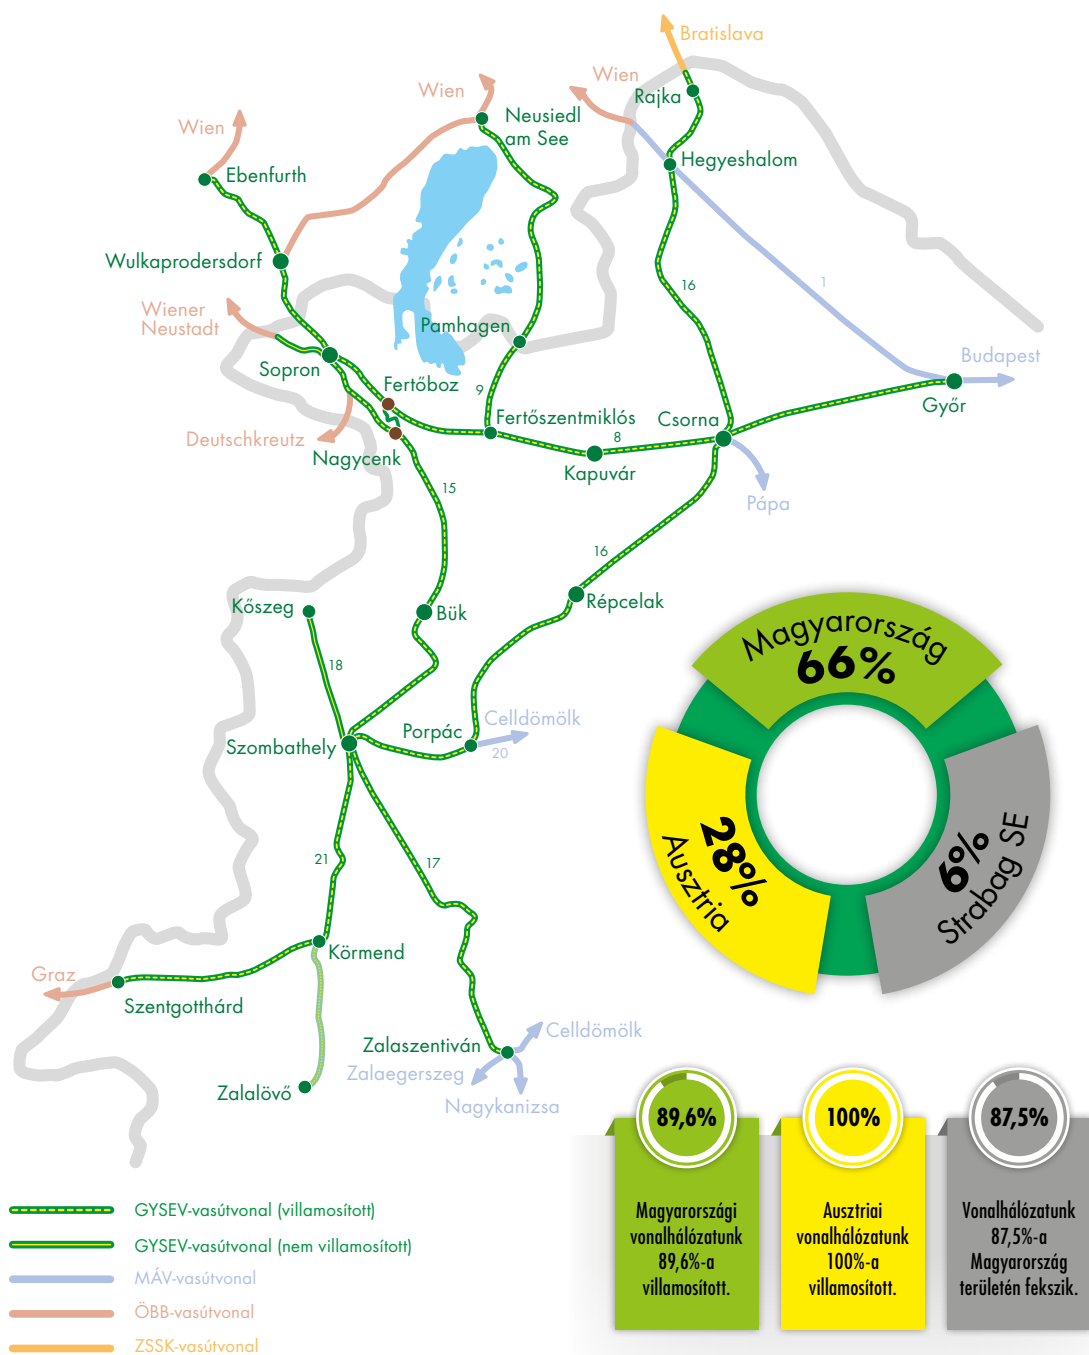 Bratislava
Wien
Rajka
Wien
Neusiedl
am See
Wien
Ebenfurth
Hegyeshalom
Wulkaprodersdorf
16
1
Wiener
Neustadt
Pamhagen
Sopron
Budapest
Fertőboz
9
Győr
Fertőszentmiklós
Csorna
8
Deutschkreutz
Nagycenk
Kapuvár
15
Pápa
16
Kőszeg
Bük
Répcelak
18
Celldömölk
Porpác
Szombathely
20
21
17
Körmend
Graz
Szentgotthárd
Celldömölk
Zalaszentiván
Zalaegerszeg
Zalalövő
Nagykanizsa
Magyarország
66%
28%
Ausztria
6%
Strabag SE
89,6%
Magyarországi
vonalhálózatunk
89,6%-a
villamosított.
100%
Ausztriai
vonalhálózatunk
100%-a
villamosított.
87,5%
Vonalhálózatunk
87,5%-a
Magyarország
területén fekszik.
GYSEV-vasútvonal (villamosított)
GYSEV-vasútvonal (nem villamosított)
MÁV-vasútvonal
ÖBB-vasútvonal
ZSSK-vasútvonal